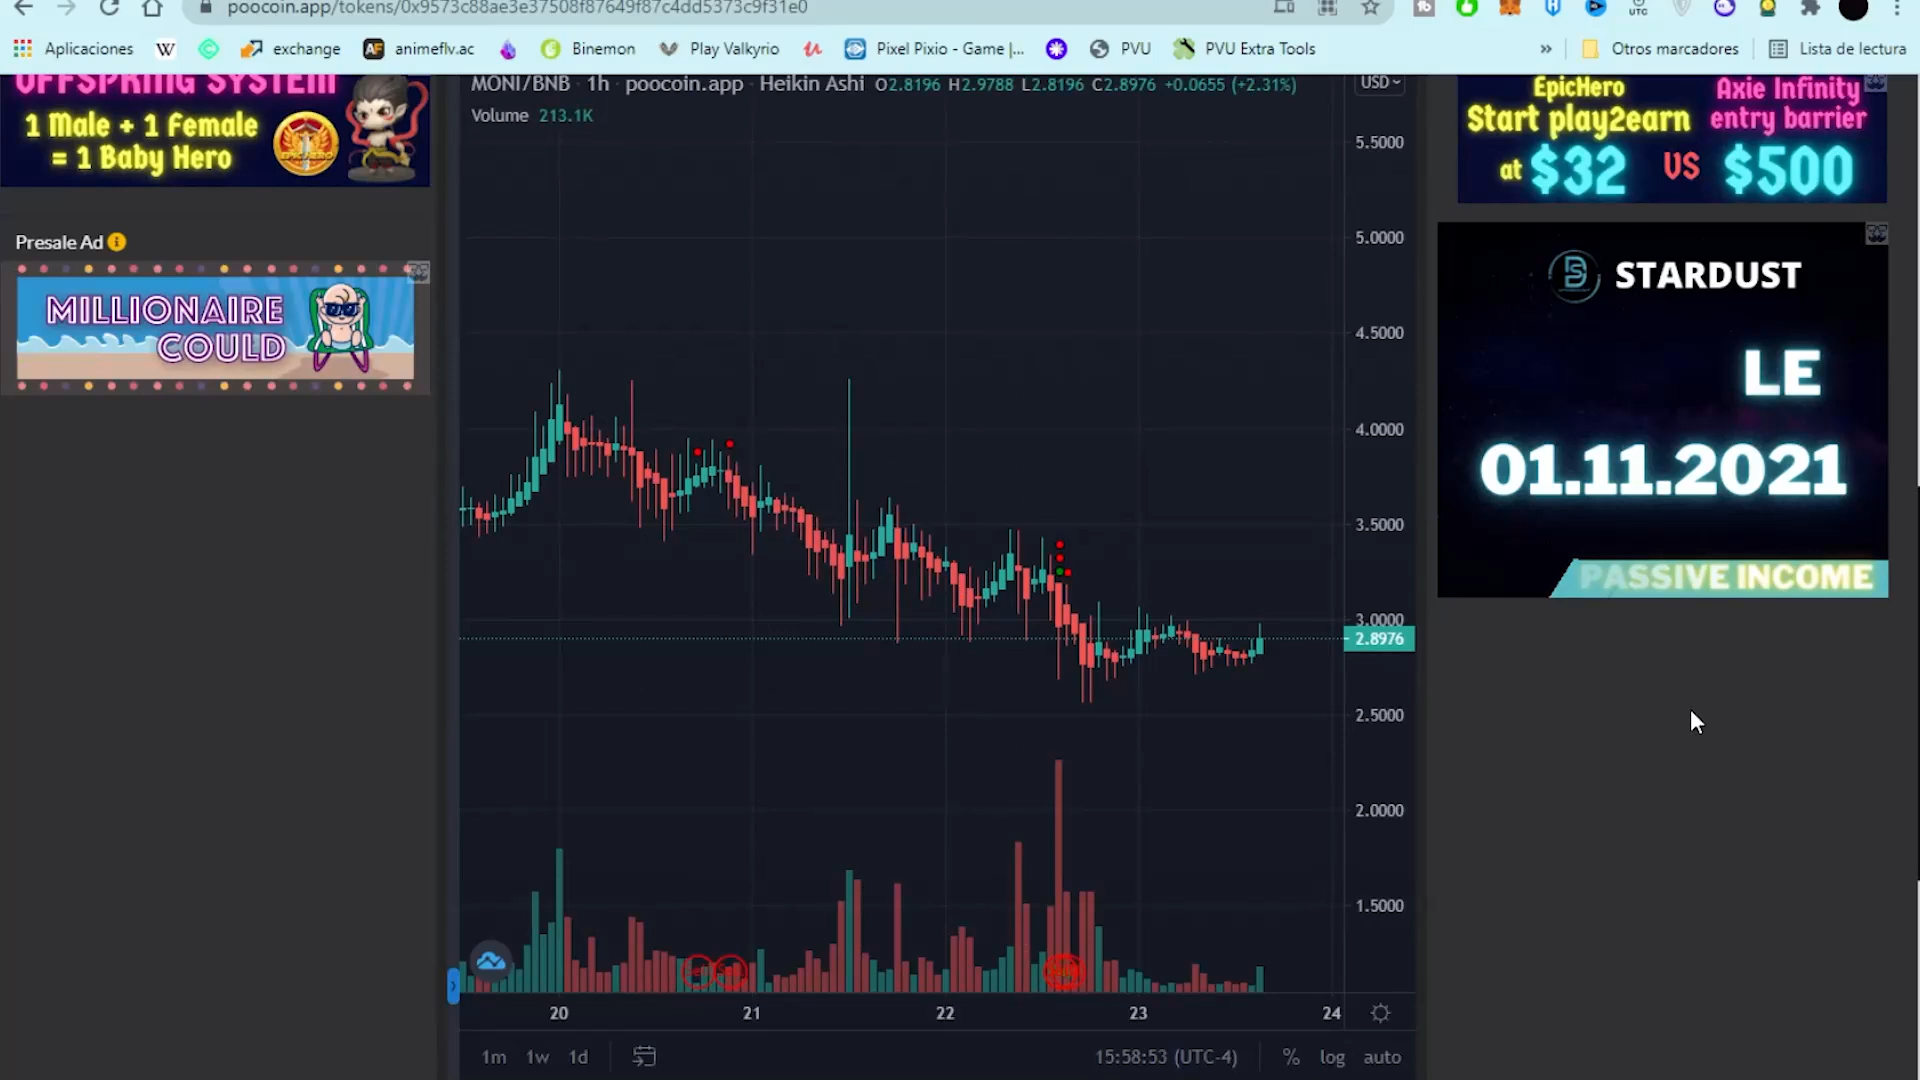 poocoin.app/tokens/0x9573c88ae3e37508f87649f87c4dd5373c9f31e0
Aplicaciones W exchange AF animeflv.ac Binemon Play Valkyrio Pixel Pixio - Game |... PVU PVU Extra Tools » Otros marcadores Lista de lectura
OFFSPRING SYSTEM
1 Male + 1 Female
= 1 Baby Hero
Presale Ad
MILLIONAIRE
COULD
MONI/BNB · 1h · poocoin.app · Heikin Ashi O2.8196 H2.9788 L2.8196 C2.8976 +0.0655 (+2.31%)
Volume 213.1K
USD
5.5000
5.0000
4.5000
4.0000
3.5000
3.0000
2.8976
2.5000
2.0000
1.5000
20 21 22 23 24
1m 1w 1d 15:58:53 (UTC-4) % log auto
EpicHero
Start play2earn
at $32
VS
Axie Infinity
entry barrier
$500
STARDUST
LE
01.11.2021
PASSIVE INCOME